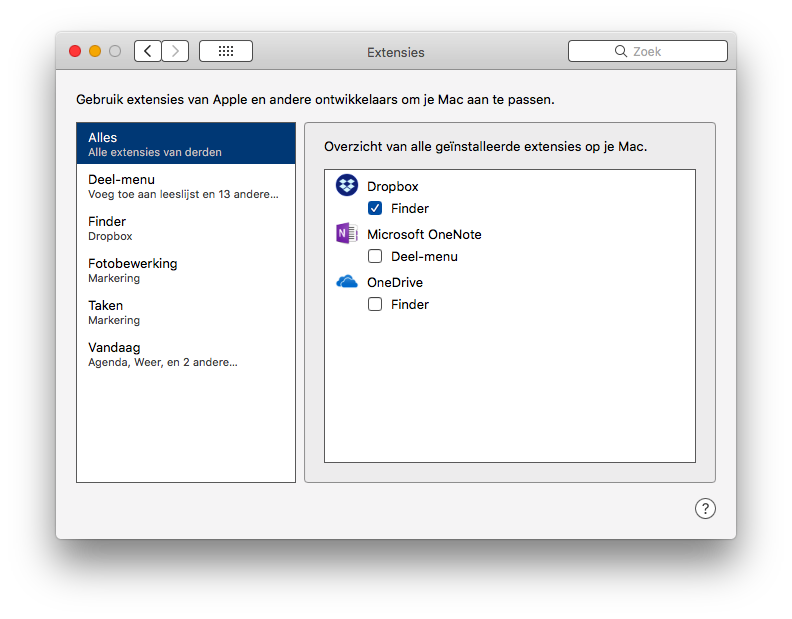 Extensies
Zoek
Gebruik extensies van Apple en andere ontwikkelaars om je Mac aan te passen.
Alles
Alle extensies van derden
Deel-menu
Voeg toe aan leeslijst en 13 andere...
Finder
Dropbox
Fotobewerking
Markering
Taken
Markering
Vandaag
Agenda, Weer, en 2 andere...
Overzicht van alle geïnstalleerde extensies op je Mac.
Dropbox
Finder
N
Microsoft OneNote
Deel-menu
OneDrive
Finder
?